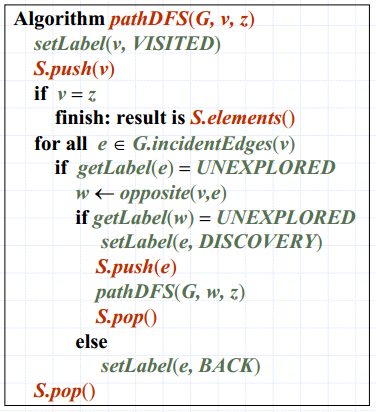 Algorithm pathDFS(G, v, z)
setLabel(v, VISITED)
S.push(v)
if v = z
finish: result is S.elements()
for all e ∈ G.incidentEdges(v)
if getLabel(e) = UNEXPLORED
w ← opposite(v,e)
if getLabel(w) = UNEXPLORED
setLabel(e, DISCOVERY)
S.push(e)
pathDFS(G, w, z)
S.pop()
else
setLabel(e, BACK)
S.pop()